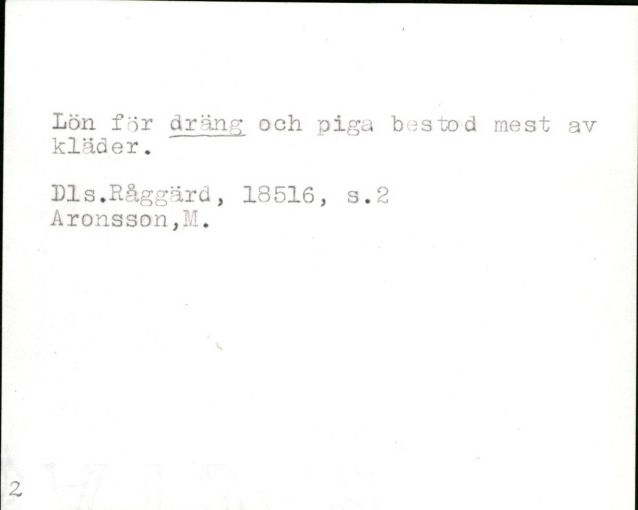 Lön för dräng och piga bestod mest av
kläder.
Dls.Råggärd, 18516, s.2
Aronsson,M.
2